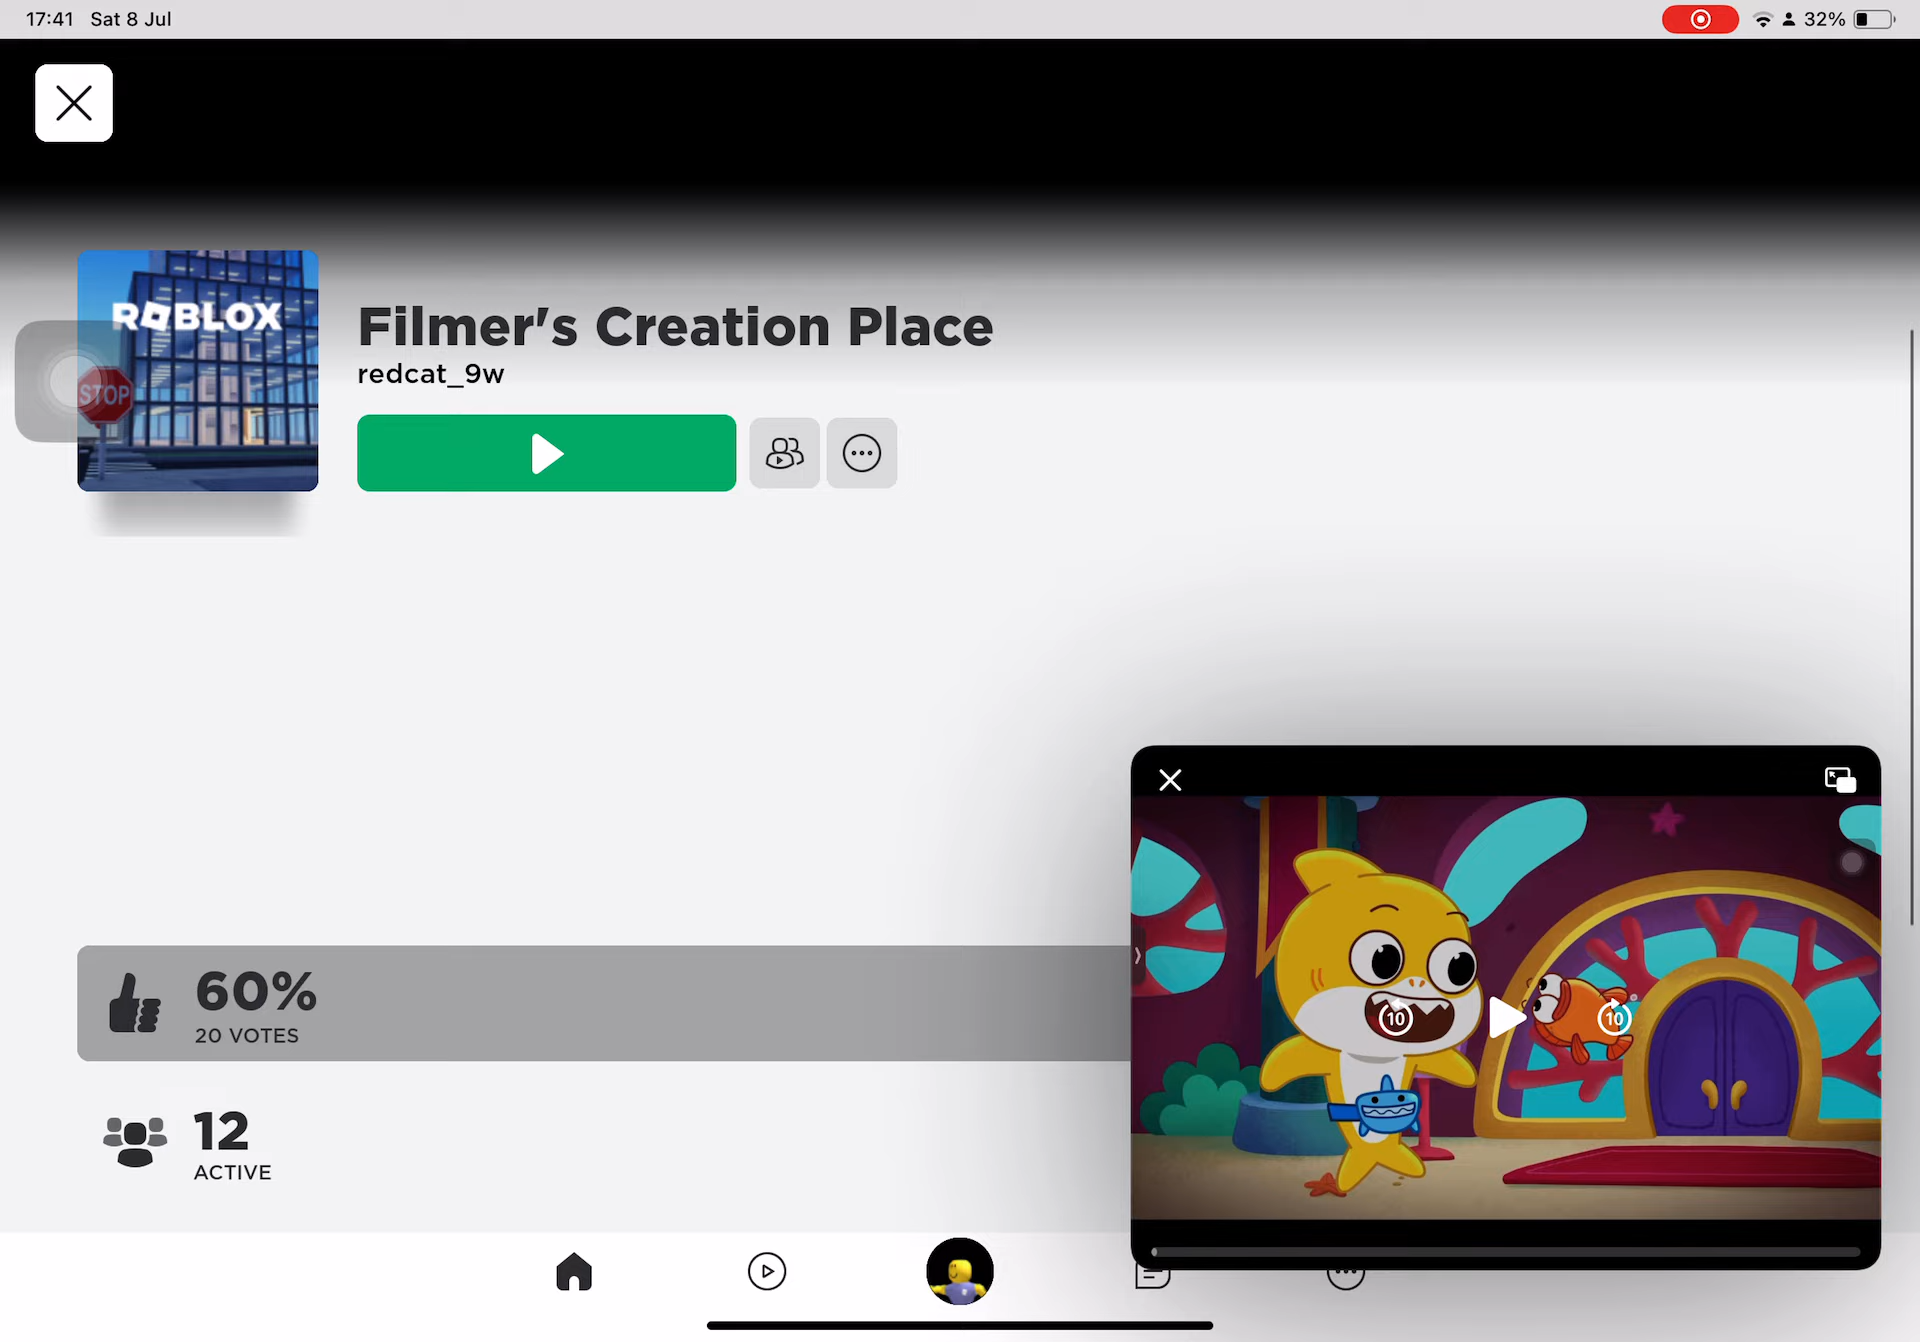 17:41 Sat 8 Jul
32%
ROBLOX
STOP
Filmer's Creation Place
redcat_9w
60%
20 VOTES
12
ACTIVE
10
10